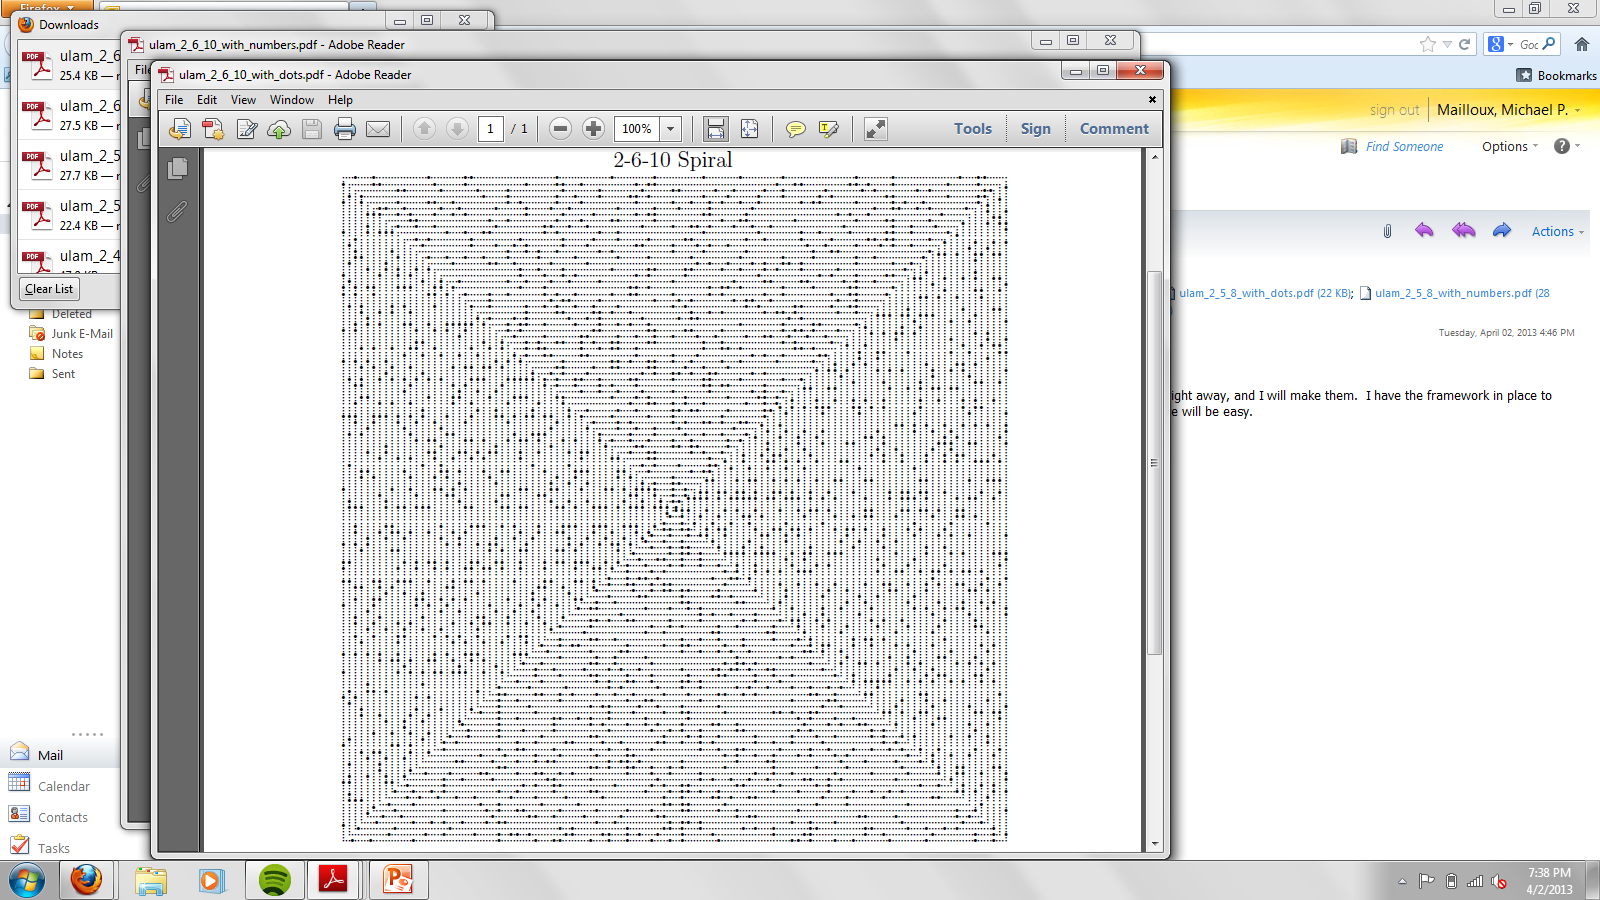 Firefox
Downloads
ulam_2_6
25.4 KB —
ulam_2_6
27.5 KB —
ulam_2_5
27.7 KB —
ulam_2_5
22.4 KB —
ulam_2_4
Clear List
ulam_2_6_10_with_numbers.pdf - Adobe Reader
ulam_2_6_10_with_dots.pdf - Adobe Reader
File Edit View Window Help
1 / 1
100%
Tools Sign Comment
2-6-10 Spiral
Bookmarks
sign out Mailloux, Michael P.
Find Someone Options
Actions
ulam_2_5_8_with_dots.pdf (22 KB); ulam_2_5_8_with_numbers.pdf (28
Tuesday, April 02, 2013 4:46 PM
ight away, and I will make them. I have the framework in place to
e will be easy.
Deleted
Junk E-Mail
Notes
Sent
Mail
Calendar
Contacts
Tasks
7:38 PM
4/2/2013